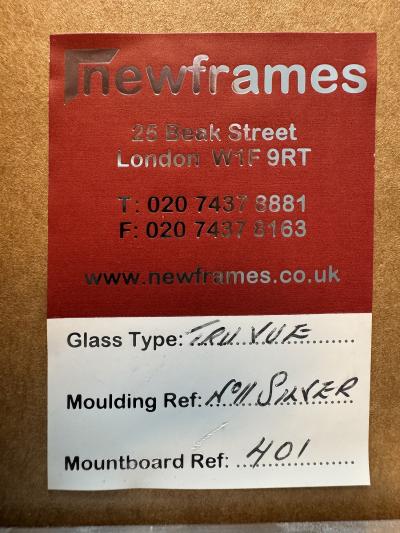 newframes
25 Beak Street
London W1F 9RT
T: 020 7437 8881
F: 020 7437 8163
www.newframes.co.uk
Glass Type: TRU VUE
Moulding Ref: No11 SILVER
Mountboard Ref: 401